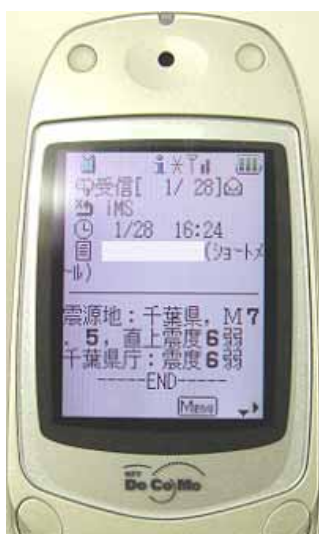 受信[ 1/ 28]
iMS
1/28 16:24
(ショートメ
ール)
震源地：千葉県，M7
．5，直上震度6弱
千葉県庁：震度6弱
-----END-----
Menu
NTT
DoCoMo